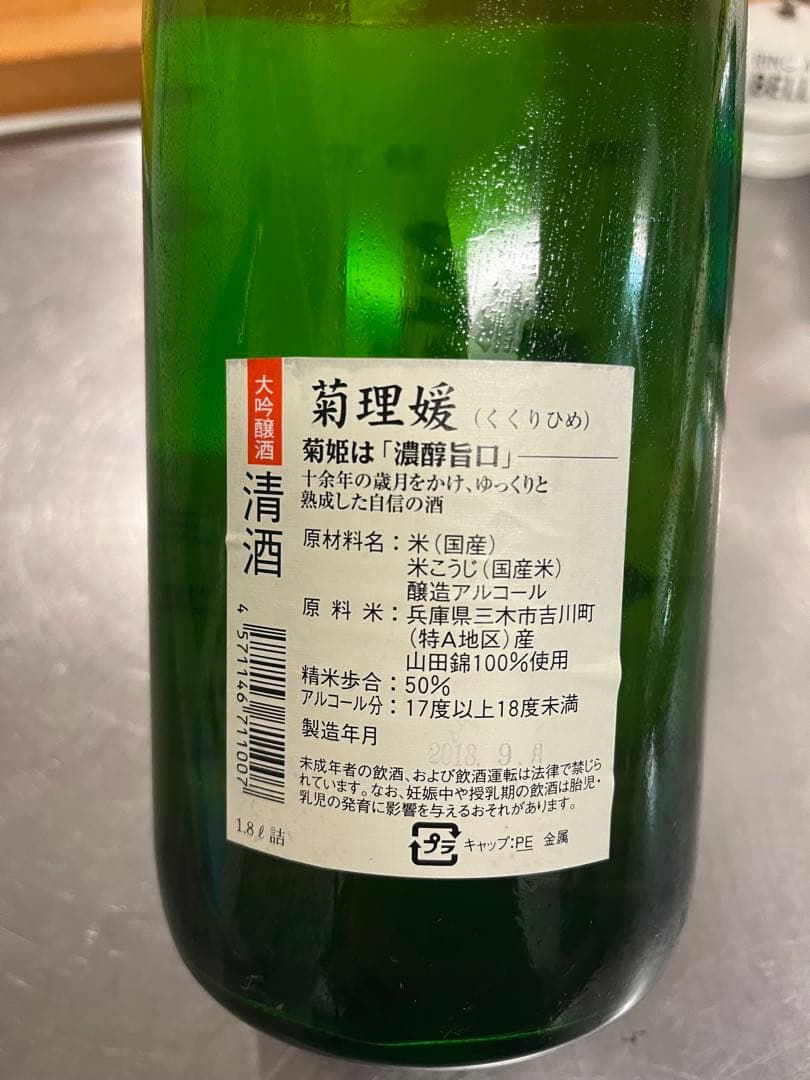 大吟醸酒
清酒
菊理媛（くくりひめ）
菊姫は「濃醇旨口」
十余年の歳月をかけ、ゆっくりと
熟成した自信の酒
原材料名：米（国産）
米こうじ（国産米）
醸造アルコール
原料米：兵庫県三木市吉川町
（特A地区）産
山田錦100%使用
精米歩合：50%
アルコール分：17度以上18度未満
製造年月
2018. 9.月
未成年者の飲酒、および飲酒運転は法律で禁じら
れています。なお、妊娠中や授乳期の飲酒は胎児・
乳児の発育に影響を与えるおそれがあります。
プラ
キャップ:PE 金属
4 571146 711007
1.8ℓ詰